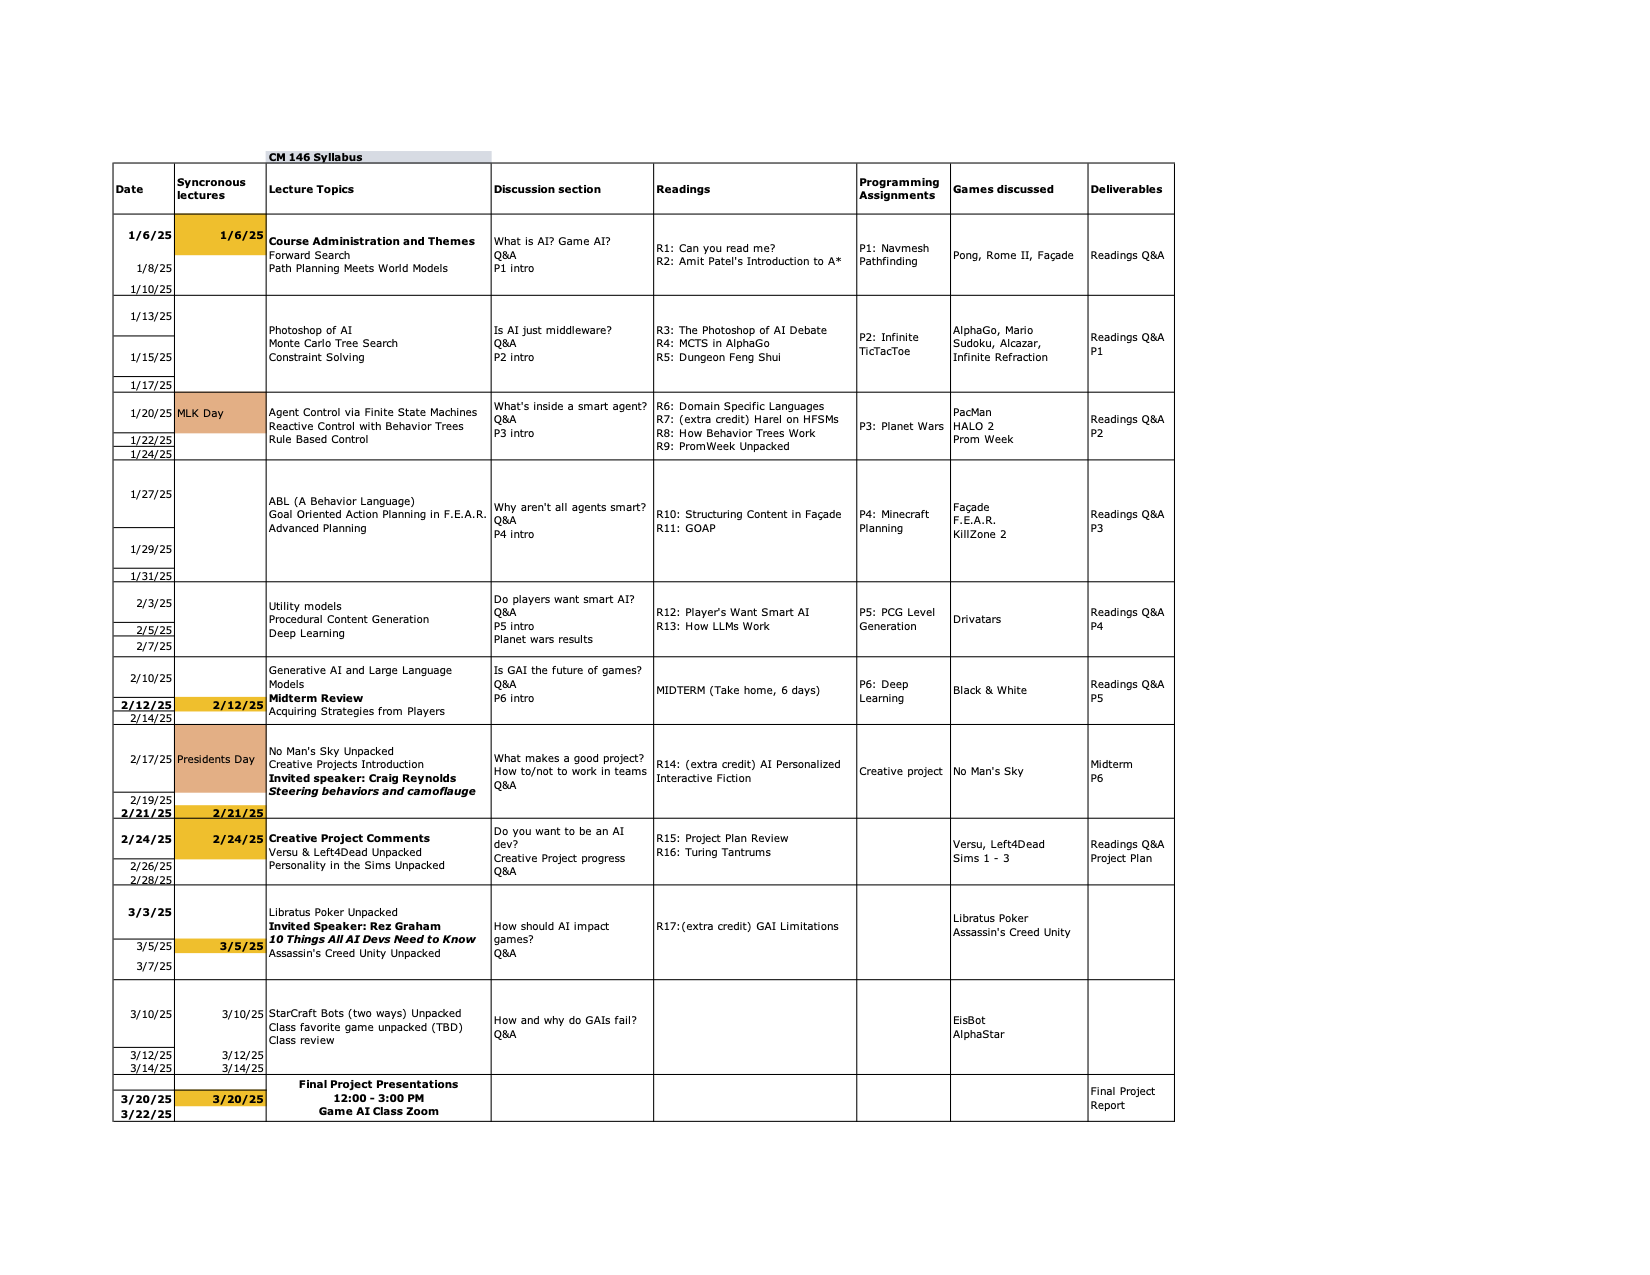 CM 146 Syllabus
Date
Syncronous
lectures
Lecture Topics
Discussion section
Readings
Programming
Assignments
Games discussed
Deliverables
1/6/25
1/6/25
1/8/25
1/10/25
Course Administration and Themes
Forward Search
Path Planning Meets World Models
What is AI? Game AI?
Q&A
P1 intro
R1: Can you read me?
R2: Amit Patel's Introduction to A*
P1: Navmesh
Pathfinding
Pong, Rome II, Façade
Readings Q&A
1/13/25
1/15/25
1/17/25
Photoshop of AI
Monte Carlo Tree Search
Constraint Solving
Is AI just middleware?
Q&A
P2 intro
R3: The Photoshop of AI Debate
R4: MCTS in AlphaGo
R5: Dungeon Feng Shui
P2: Infinite
TicTacToe
AlphaGo, Mario
Sudoku, Alcazar,
Infinite Refraction
Readings Q&A
P1
1/20/25
MLK Day
1/22/25
1/24/25
Agent Control via Finite State Machines
Reactive Control with Behavior Trees
Rule Based Control
What's inside a smart agent?
Q&A
P3 intro
R6: Domain Specific Languages
R7: (extra credit) Harel on HFSMs
R8: How Behavior Trees Work
R9: PromWeek Unpacked
P3: Planet Wars
PacMan
HALO 2
Prom Week
Readings Q&A
P2
1/27/25
1/29/25
1/31/25
ABL (A Behavior Language)
Goal Oriented Action Planning in F.E.A.R.
Advanced Planning
Why aren't all agents smart?
Q&A
P4 intro
R10: Structuring Content in Façade
R11: GOAP
P4: Minecraft
Planning
Façade
F.E.A.R.
KillZone 2
Readings Q&A
P3
2/3/25
2/5/25
2/7/25
Utility models
Procedural Content Generation
Deep Learning
Do players want smart AI?
Q&A
P5 intro
Planet wars results
R12: Player's Want Smart AI
R13: How LLMs Work
P5: PCG Level
Generation
Drivatars
Readings Q&A
P4
2/10/25
2/12/25
2/12/25
2/14/25
Generative AI and Large Language
Models
Midterm Review
Acquiring Strategies from Players
Is GAI the future of games?
Q&A
P6 intro
MIDTERM (Take home, 6 days)
P6: Deep
Learning
Black & White
Readings Q&A
P5
2/17/25
Presidents Day
2/19/25
2/21/25
2/21/25
No Man's Sky Unpacked
Creative Projects Introduction
Invited speaker: Craig Reynolds
Steering behaviors and camoflauge
What makes a good project?
How to/not to work in teams
Q&A
R14: (extra credit) AI Personalized
Interactive Fiction
Creative project
No Man's Sky
Midterm
P6
2/24/25
2/24/25
2/26/25
2/28/25
Creative Project Comments
Versu & Left4Dead Unpacked
Personality in the Sims Unpacked
Do you want to be an AI
dev?
Creative Project progress
Q&A
R15: Project Plan Review
R16: Turing Tantrums
Versu, Left4Dead
Sims 1 - 3
Readings Q&A
Project Plan
3/3/25
3/5/25
3/5/25
3/7/25
Libratus Poker Unpacked
Invited Speaker: Rez Graham
10 Things All AI Devs Need to Know
Assassin's Creed Unity Unpacked
How should AI impact
games?
Q&A
R17:(extra credit) GAI Limitations
Libratus Poker
Assassin's Creed Unity
3/10/25
3/10/25
3/12/25
3/12/25
3/14/25
3/14/25
StarCraft Bots (two ways) Unpacked
Class favorite game unpacked (TBD)
Class review
How and why do GAIs fail?
Q&A
EisBot
AlphaStar
3/20/25
3/20/25
3/22/25
Final Project Presentations
12:00 - 3:00 PM
Game AI Class Zoom
Final Project
Report